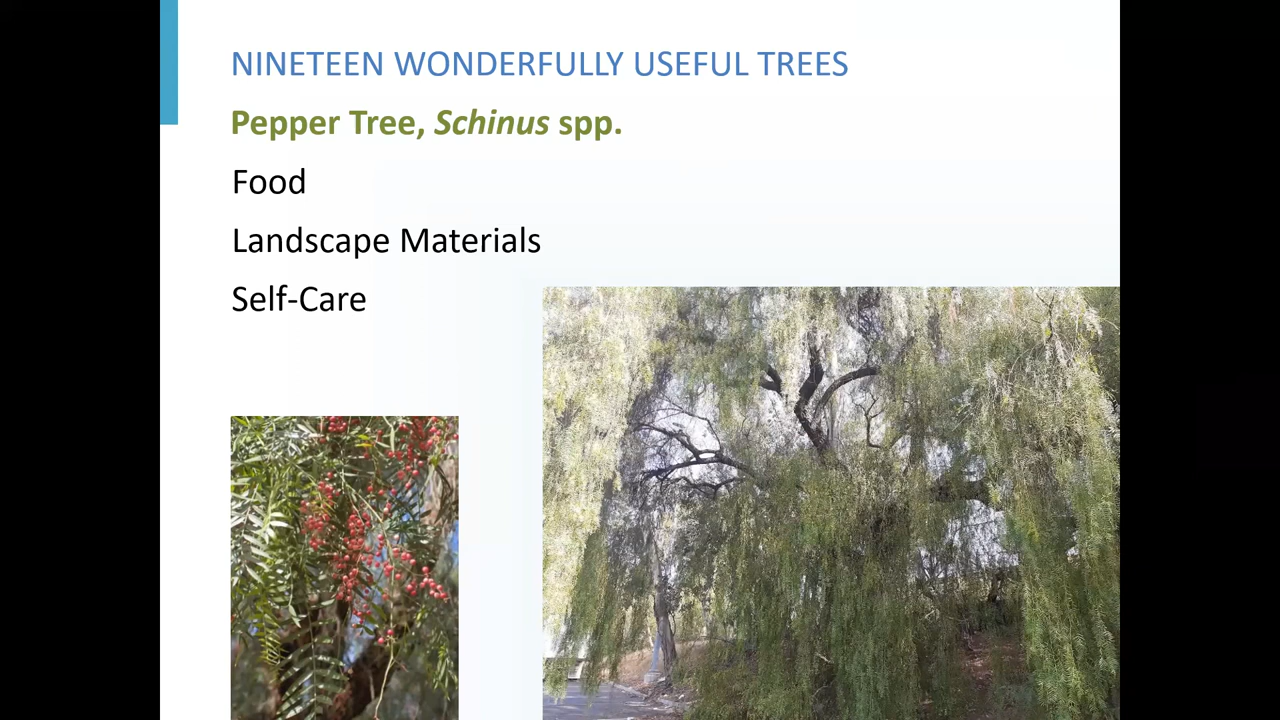 NINETEEN WONDERFULLY USEFUL TREES
Pepper Tree, Schinus spp.
Food
Landscape Materials
Self-Care